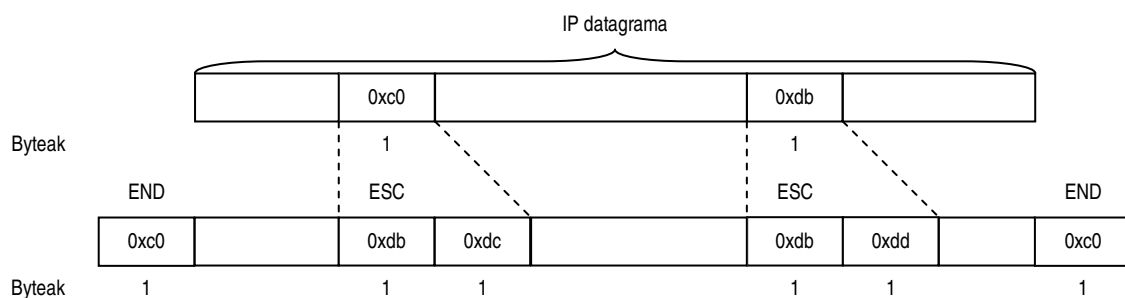 IP datagrama
0xc0 0xdb
Byteak 1 1
END ESC ESC END
0xc0 0xdb 0xdc 0xdb 0xdd 0xc0
Byteak 1 1 1 1 1 1